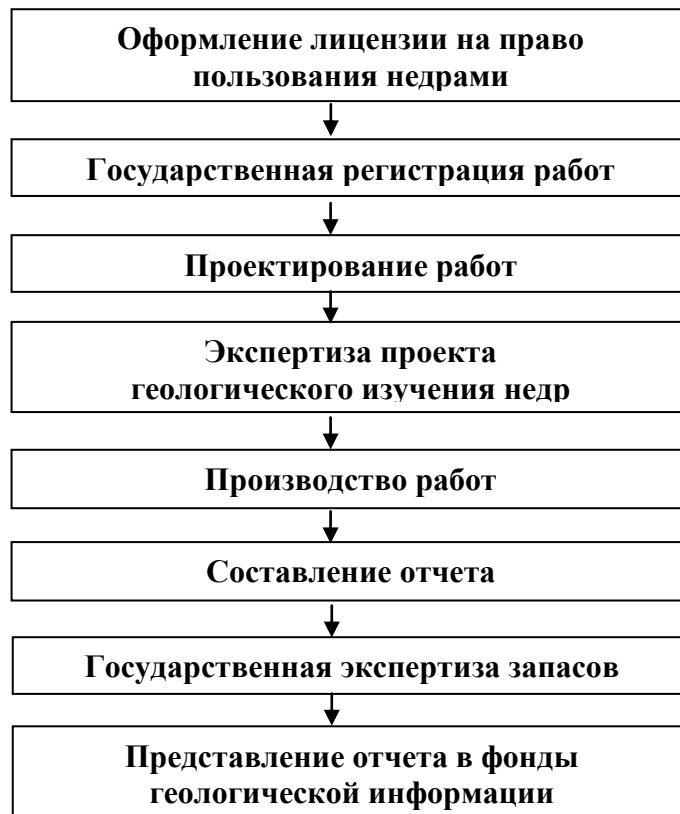 Оформление лицензии на право
пользования недрами
Государственная регистрация работ
Проектирование работ
Экспертиза проекта
геологического изучения недр
Производство работ
Составление отчета
Государственная экспертиза запасов
Представление отчета в фонды
геологической информации